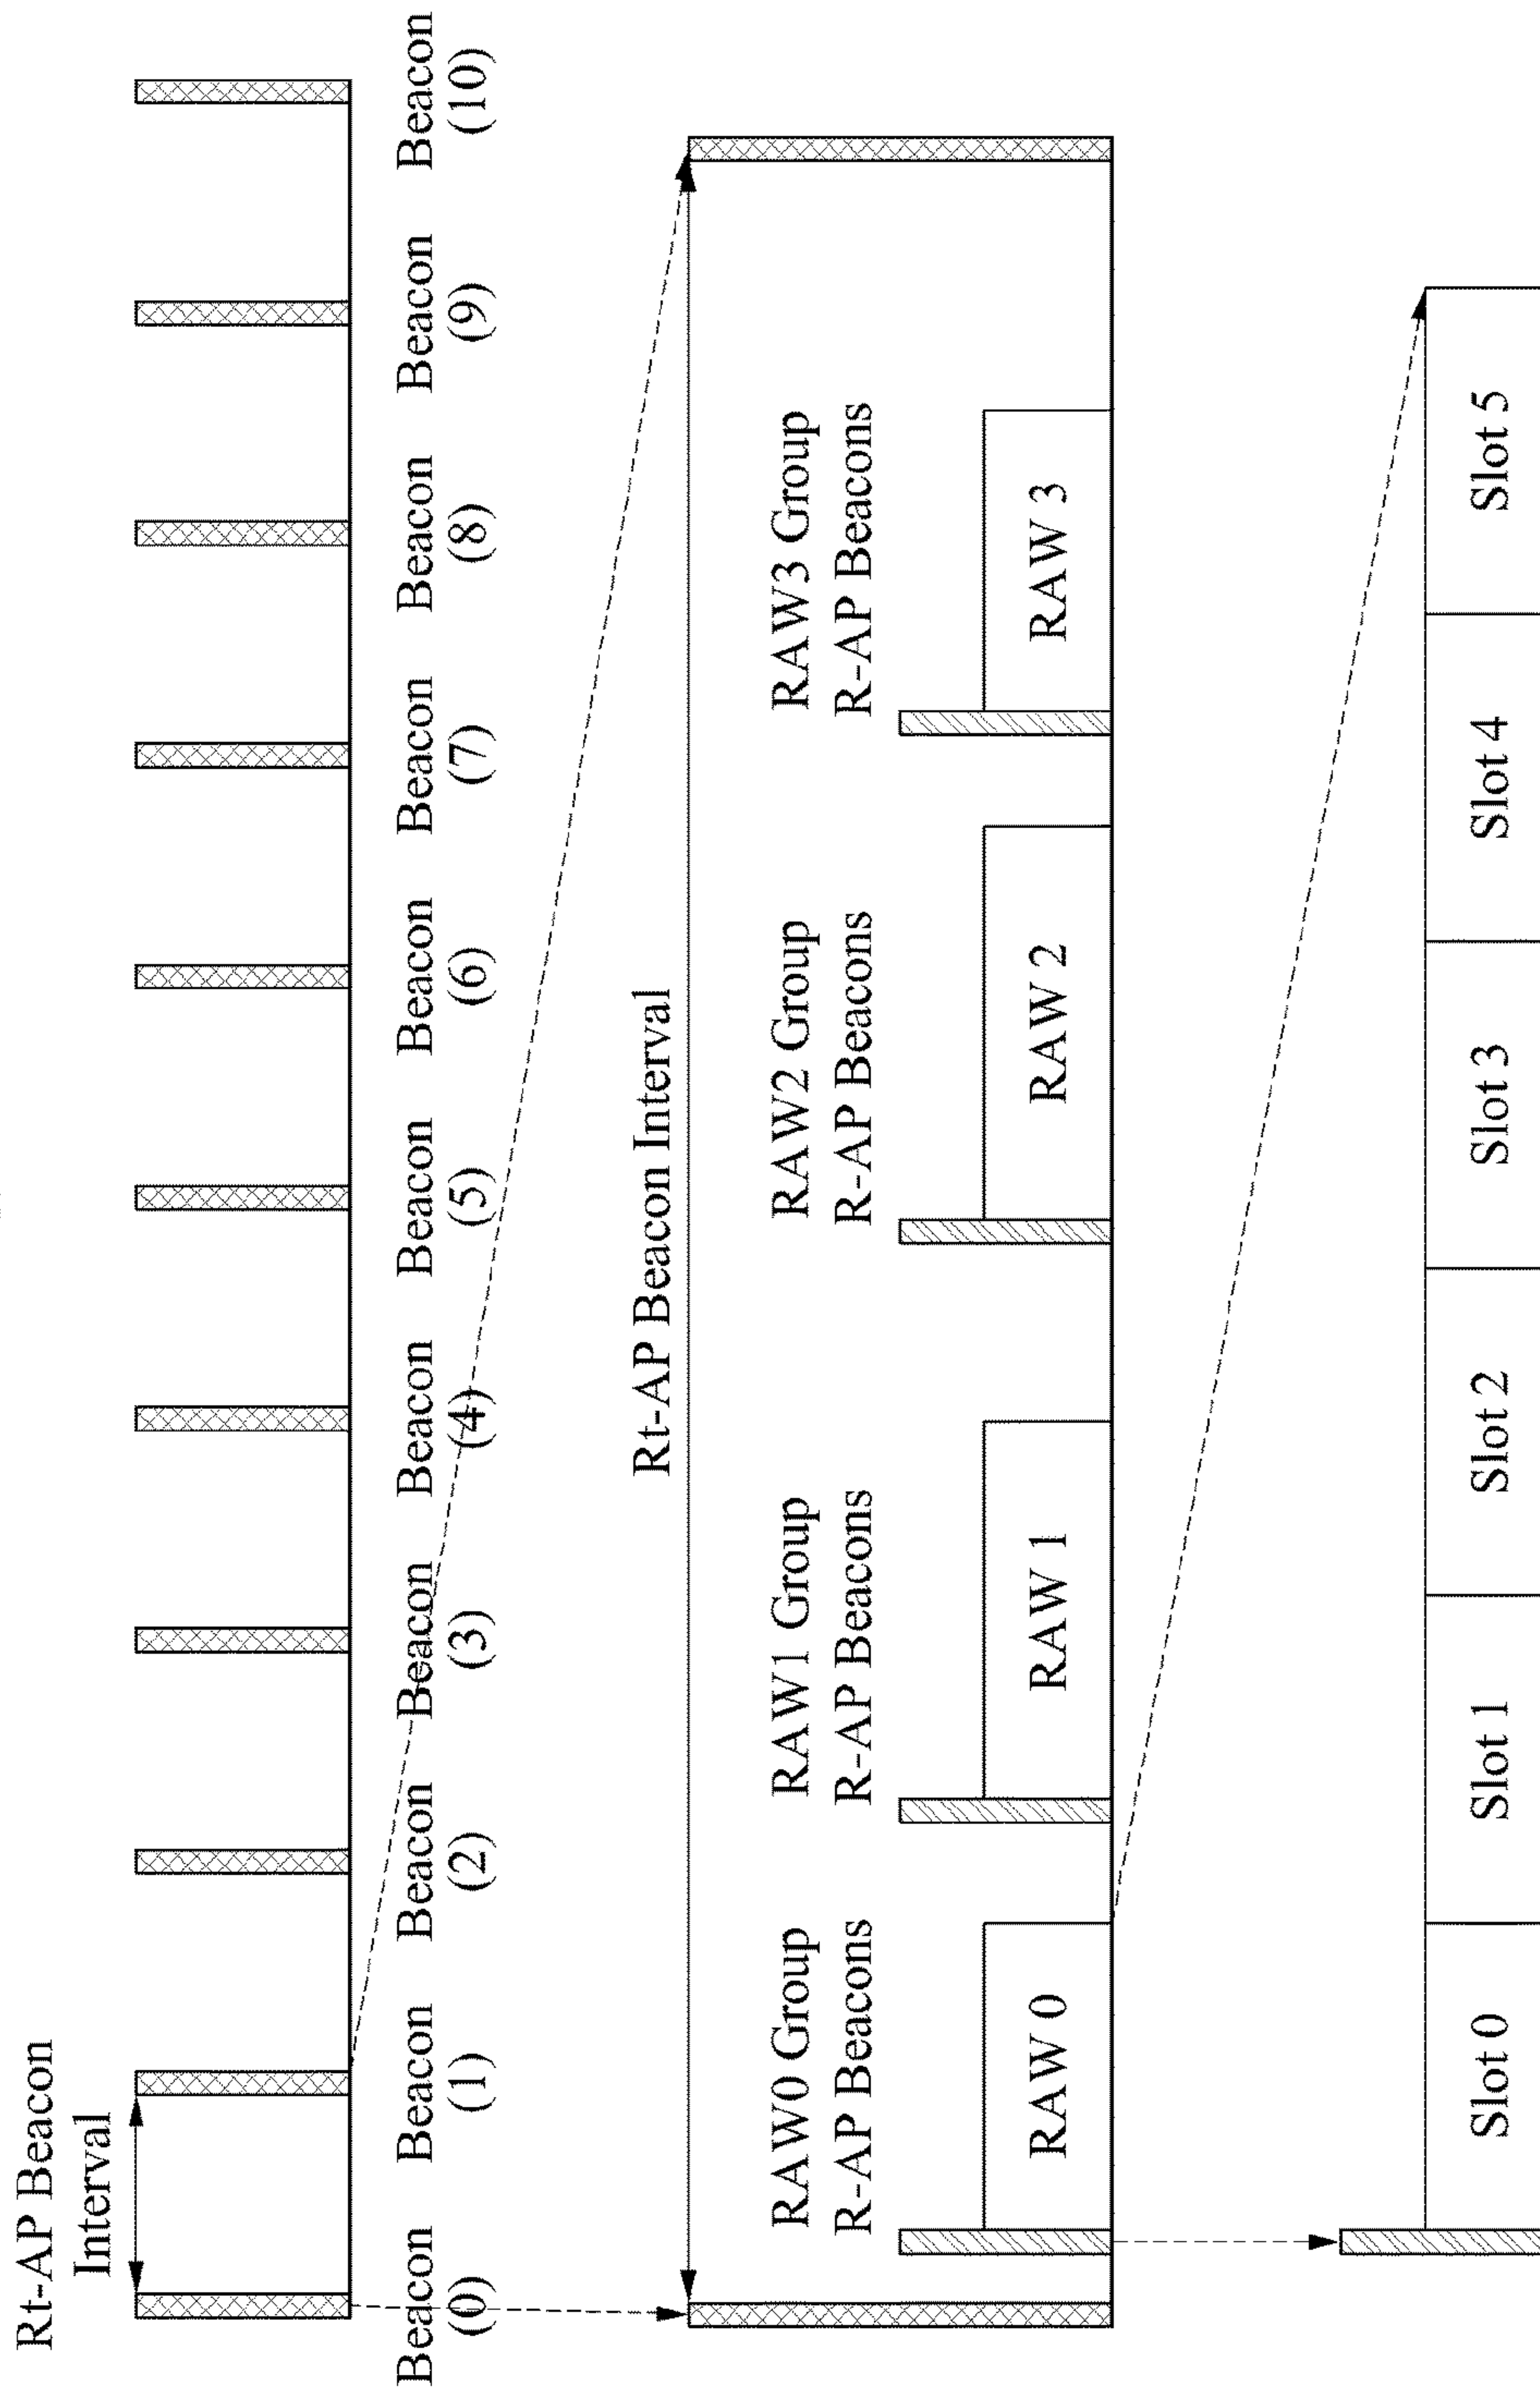 Rt-AP Beacon
Interval
Beacon
(0)
Beacon
(1)
Beacon
(2)
Beacon
(3)
Beacon
(4)
Beacon
(5)
Beacon
(6)
Beacon
(7)
Beacon
(8)
Beacon
(9)
Beacon
(10)
Rt-AP Beacon Interval
RAW0 Group
R-AP Beacons
RAW1 Group
R-AP Beacons
RAW2 Group
R-AP Beacons
RAW3 Group
R-AP Beacons
RAW 0
RAW 1
RAW 2
RAW 3
Slot 0
Slot 1
Slot 2
Slot 3
Slot 4
Slot 5